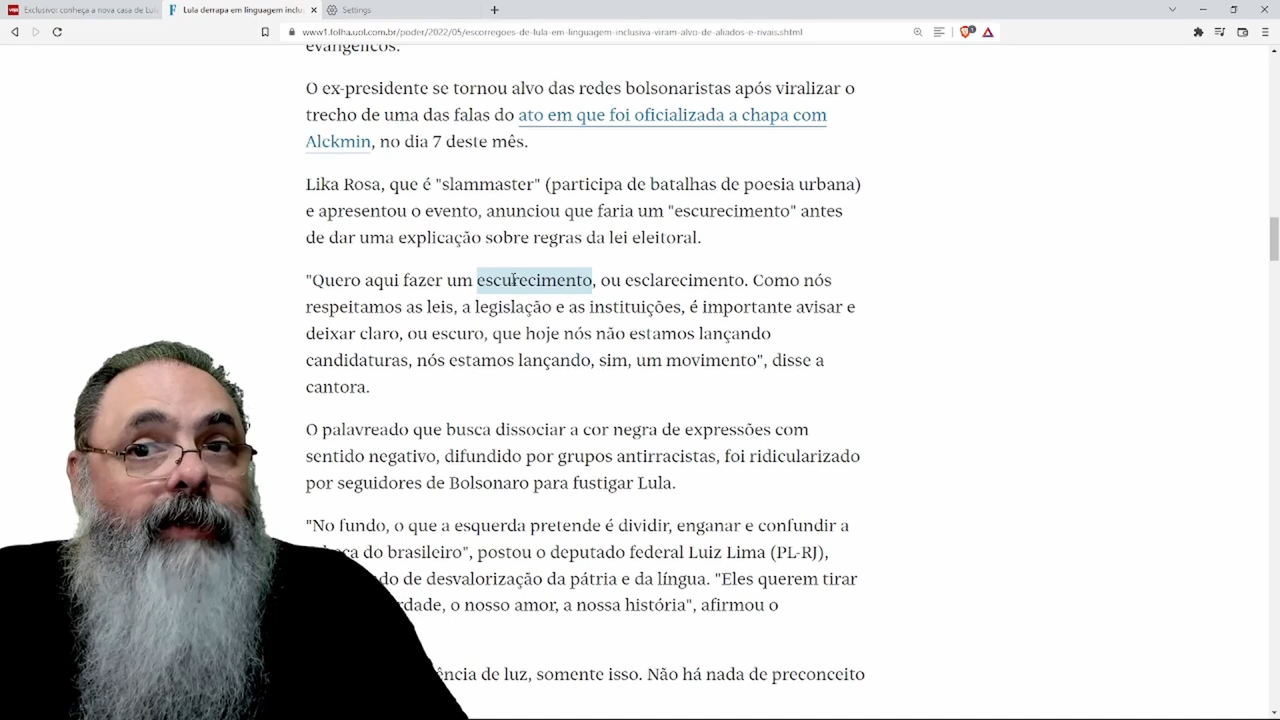 Exclusivo: conheça a nova casa de Lula
Lula derrapa em linguagem inclus
Settings
www1.folha.uol.com.br/poder/2022/05/escorregoes-de-lula-em-linguagem-inclusiva-viram-alvo-de-aliados-e-rivais.shtml
evangélicos.
O ex-presidente se tornou alvo das redes bolsonaristas após viralizar o
trecho de uma das falas do ato em que foi oficializada a chapa com
Alckmin, no dia 7 deste mês.
Lika Rosa, que é "slammaster" (participa de batalhas de poesia urbana)
e apresentou o evento, anunciou que faria um "escurecimento" antes
de dar uma explicação sobre regras da lei eleitoral.
"Quero aqui fazer um escurecimento, ou esclarecimento. Como nós
respeitamos as leis, a legislação e as instituições, é importante avisar e
deixar claro, ou escuro, que hoje nós não estamos lançando
candidaturas, nós estamos lançando, sim, um movimento", disse a
cantora.
O palavreado que busca dissociar a cor negra de expressões com
sentido negativo, difundido por grupos antirracistas, foi ridicularizado
por seguidores de Bolsonaro para fustigar Lula.
"No fundo, o que a esquerda pretende é dividir, enganar e confundir a
do brasileiro", postou o deputado federal Luiz Lima (PL-RJ),
de desvalorização da pátria e da língua. "Eles querem tirar
o nosso amor, a nossa história", afirmou o
de luz, somente isso. Não há nada de preconceito